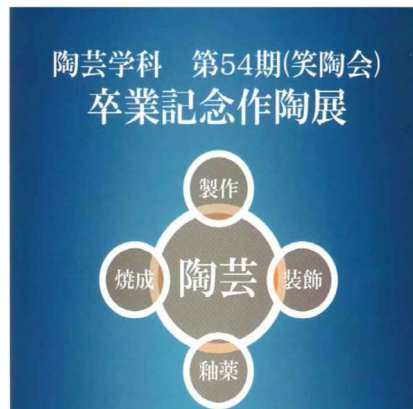 陶芸学科　第54期(笑陶会)
卒業記念作陶展
製作
焼成
陶芸
装飾
釉薬